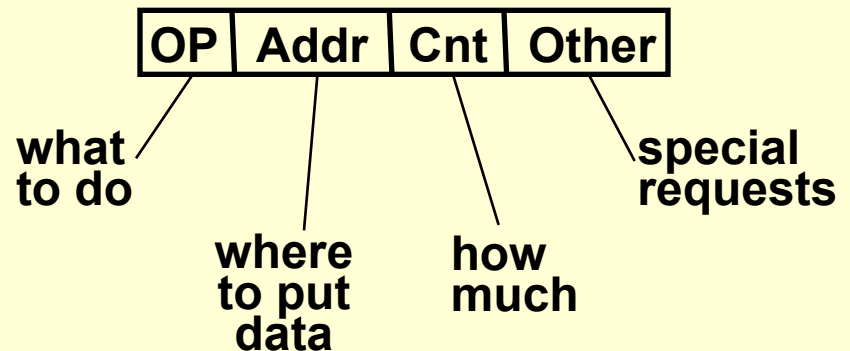 OP Addr Cnt Other
what
to do
special
requests
where
to put
data
how
much